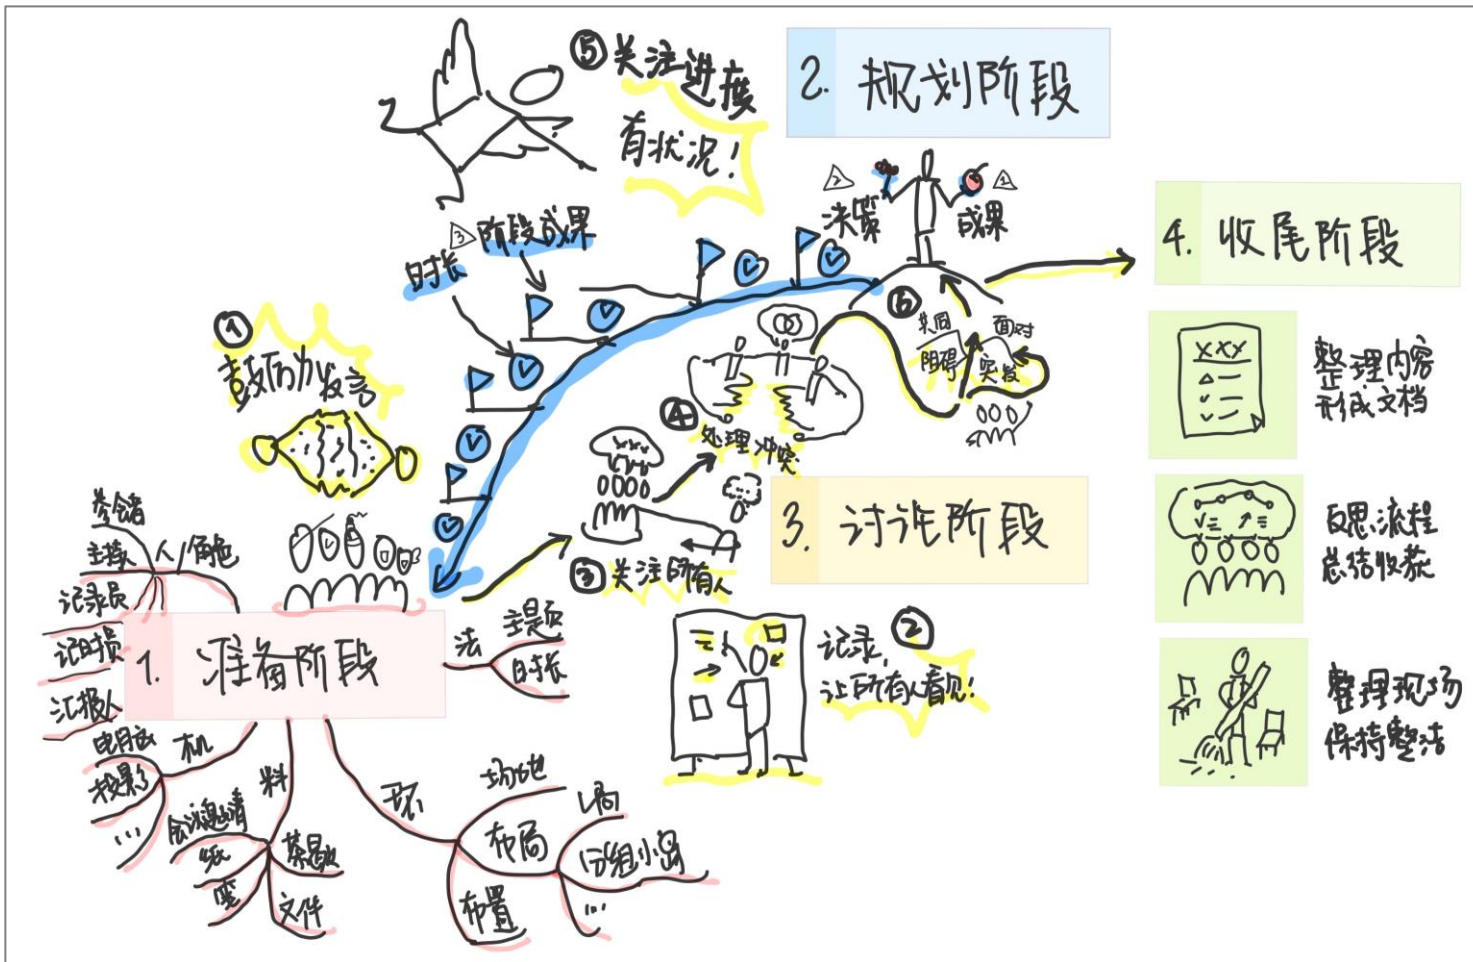 ⑤ 关注进度
有状况！
2. 规划阶段
2
决策
1
成果
3
阶段成果
时长
4. 收尾阶段
①
鼓励发言
⑥
共同
面对
阻碍
突发
整理内容
形成文档
④
处理冲突
XXX
参会者
主持人
人/角色
记录员
记时员
汇报人
1. 准备阶段
法
主题
时长
③ 关注所有人
3. 讨论阶段
反思流程
总结收获
②
记录,
让所有人看见!
整理现场
保持整洁
机
电脑
投影
...
料
会议邀请
纸
笔
茶歇
文件
环
场地
布局
分组小岛
...
布置